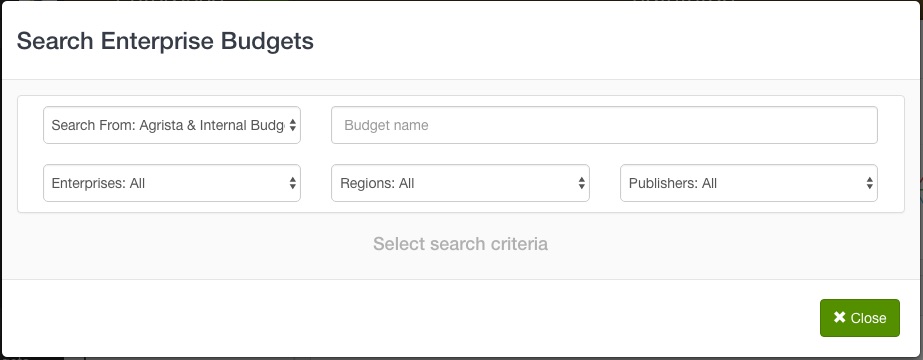 Search Enterprise Budgets
Search From: Agrista & Internal Budg
Budget name
Enterprises: All
Regions: All
Publishers: All
Select search criteria
✖ Close